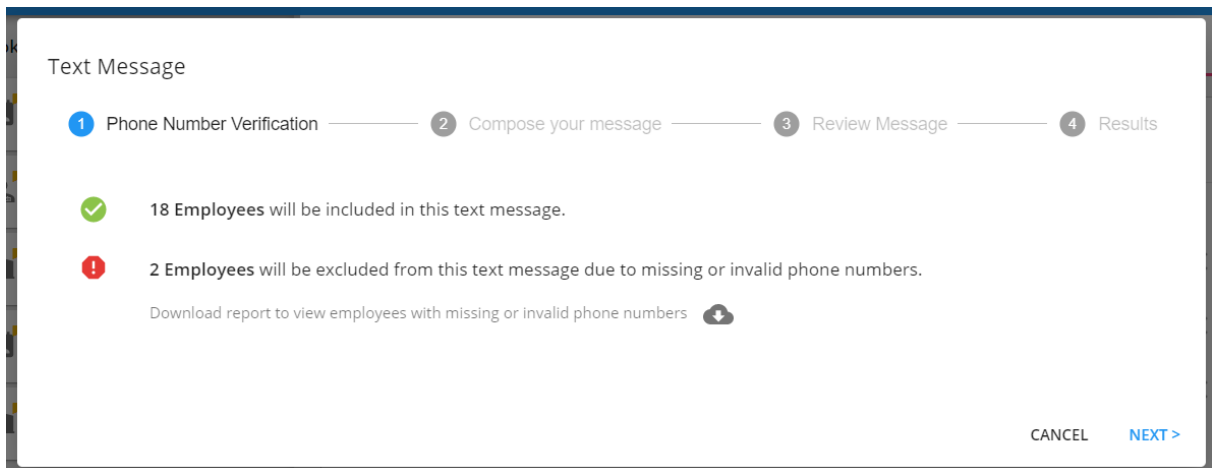 Text Message
1 Phone Number Verification 2 Compose your message 3 Review Message 4 Results
18 Employees will be included in this text message.
2 Employees will be excluded from this text message due to missing or invalid phone numbers.
Download report to view employees with missing or invalid phone numbers
CANCEL NEXT >